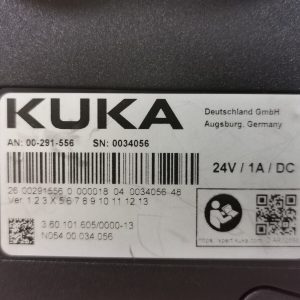 KUKA
Deutschland GmbH
Augsburg, Germany
AN: 00-291-556 SN: 0034056
24V / 1A / DC
26 00291556 0 000018 04 0034056 48
Ver. 1 2 3 X 5 6 7 8 9 10 11 12 13
3.60.101.605/0000-13
N054 00 034 056